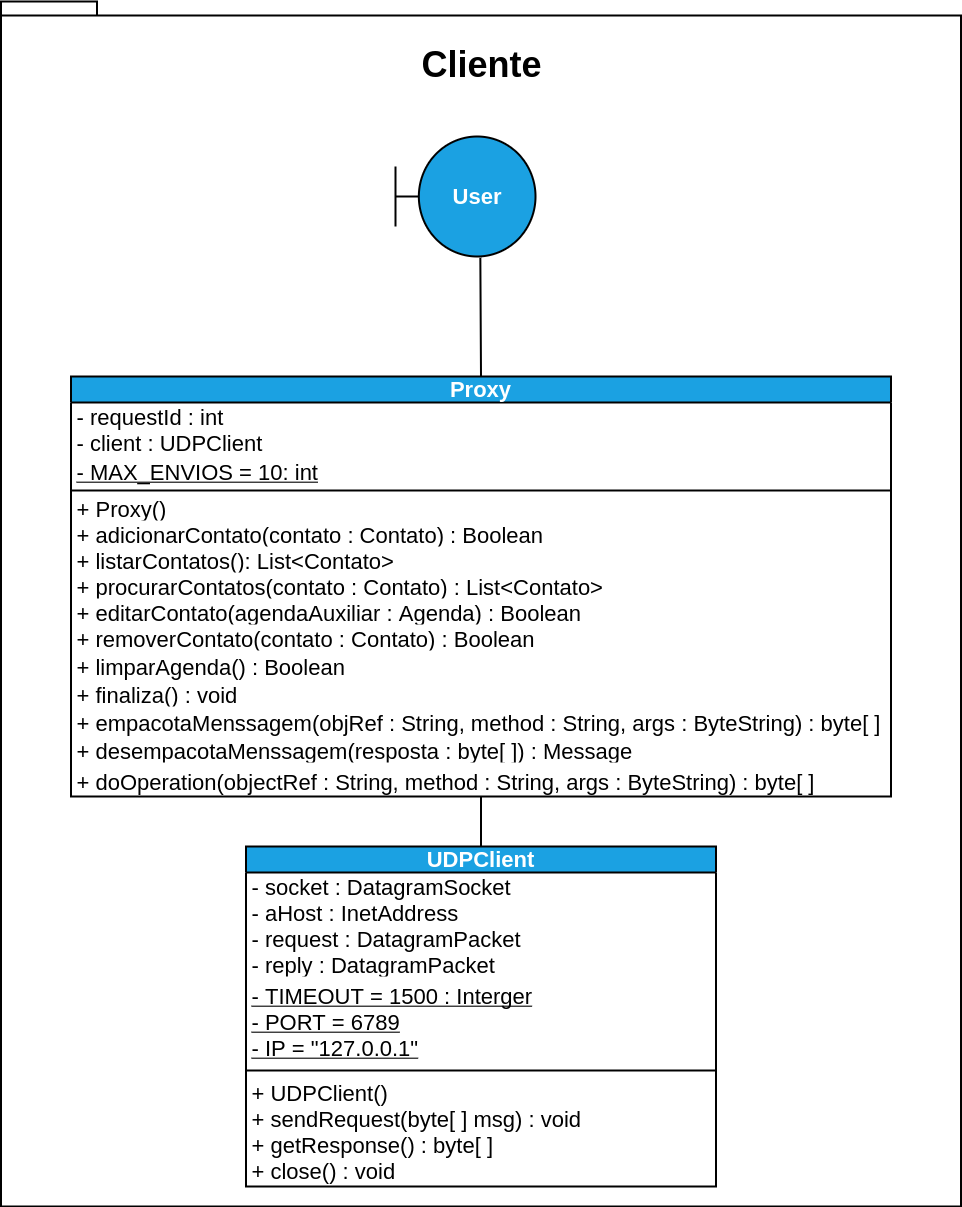 Cliente
User
Proxy
- requestId : int
- client : UDPClient
- MAX_ENVIOS = 10: int
+ Proxy()
+ adicionarContato(contato : Contato) : Boolean
+ listarContatos(): List<Contato>
+ procurarContatos(contato : Contato) : List<Contato>
+ editarContato(agendaAuxiliar : Agenda) : Boolean
+ removerContato(contato : Contato) : Boolean
+ limparAgenda() : Boolean
+ finaliza() : void
+ empacotaMenssagem(objRef : String, method : String, args : ByteString) : byte[ ]
+ desempacotaMenssagem(resposta : byte[ ]) : Message
+ doOperation(objectRef : String, method : String, args : ByteString) : byte[ ]
UDPClient
- socket : DatagramSocket
- aHost : InetAddress
- request : DatagramPacket
- reply : DatagramPacket
- TIMEOUT = 1500 : Interger
- PORT = 6789
- IP = "127.0.0.1"
+ UDPClient()
+ sendRequest(byte[ ] msg) : void
+ getResponse() : byte[ ]
+ close() : void